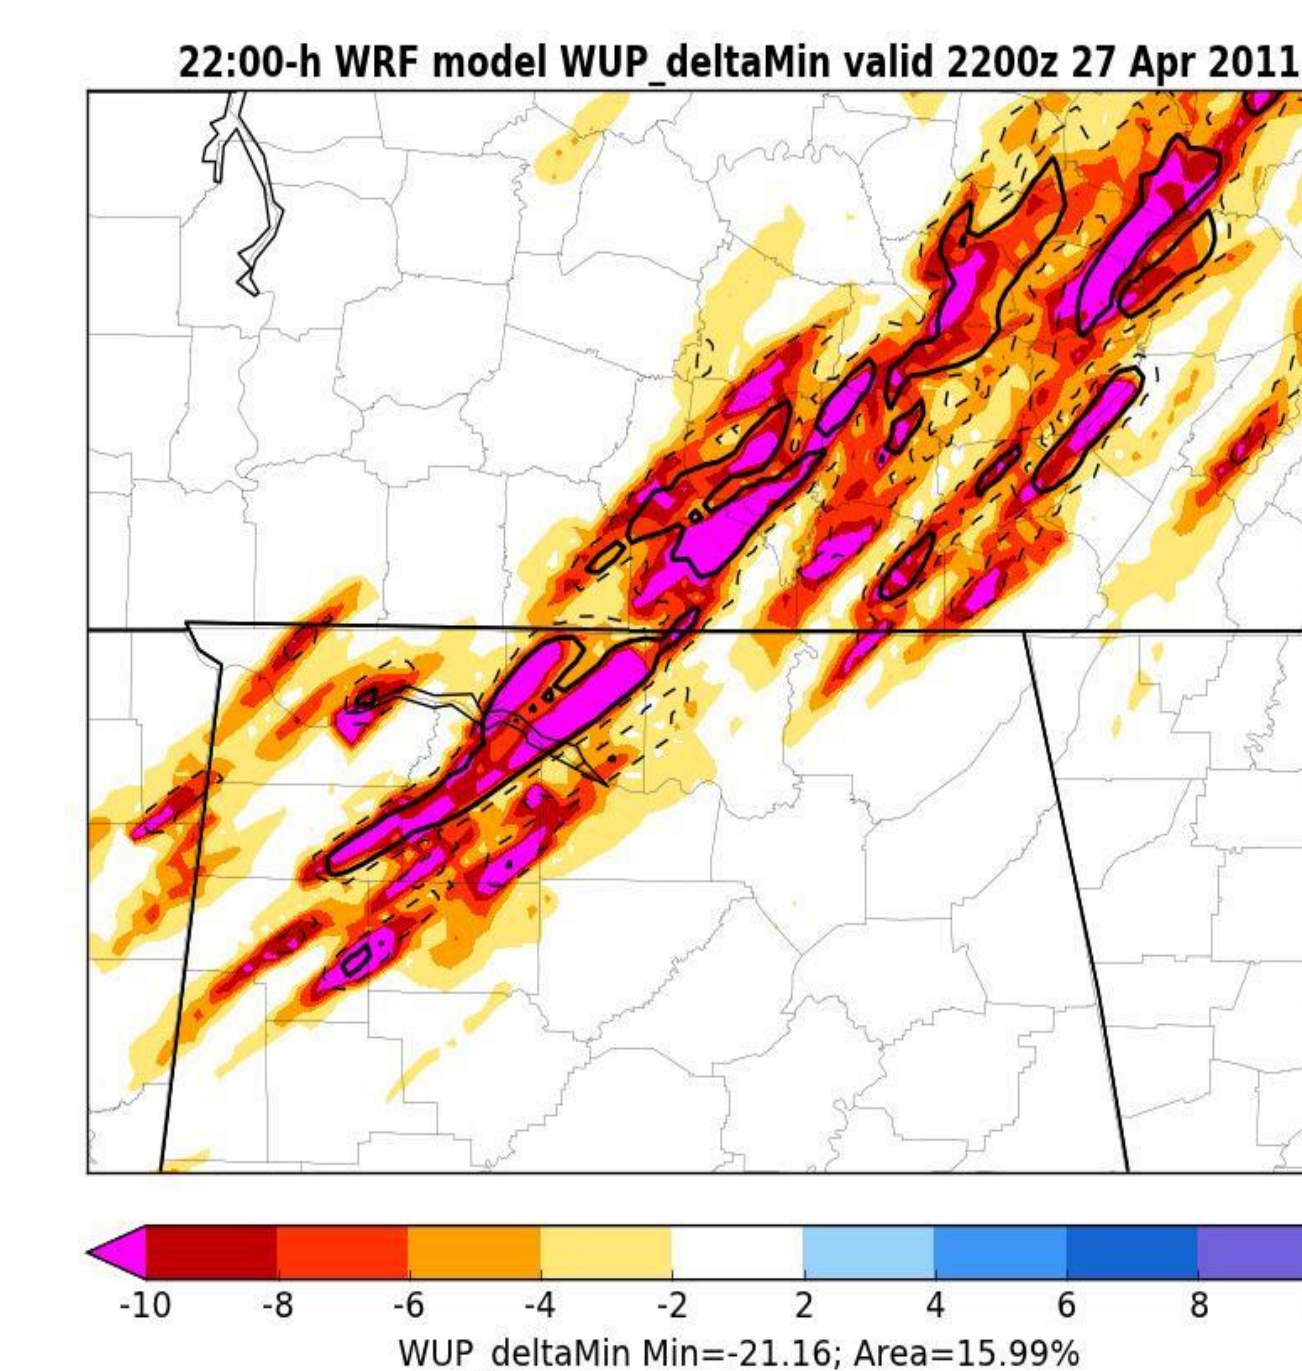 22:00-h WRF model WUP_deltaMin valid 2200z 27 Apr 2011
-10 -8 -6 -4 -2 2 4 6 8
WUP_deltaMin Min=-21.16; Area=15.99%